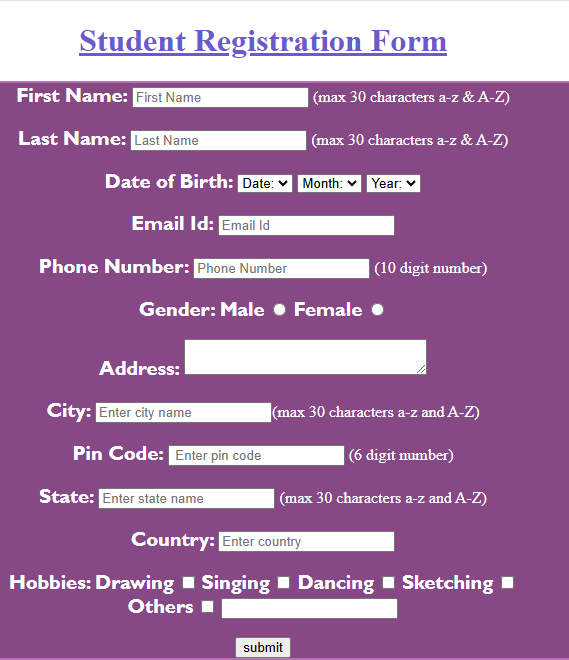 Student Registration Form
First Name: First Name (max 30 characters a-z & A-Z)
Last Name: Last Name (max 30 characters a-z & A-Z)
Date of Birth: Date: Month: Year:
Email Id: Email Id
Phone Number: Phone Number (10 digit number)
Gender: Male Female
Address:
City: Enter city name (max 30 characters a-z and A-Z)
Pin Code: Enter pin code (6 digit number)
State: Enter state name (max 30 characters a-z and A-Z)
Country: Enter country
Hobbies: Drawing Singing Dancing Sketching
Others
submit